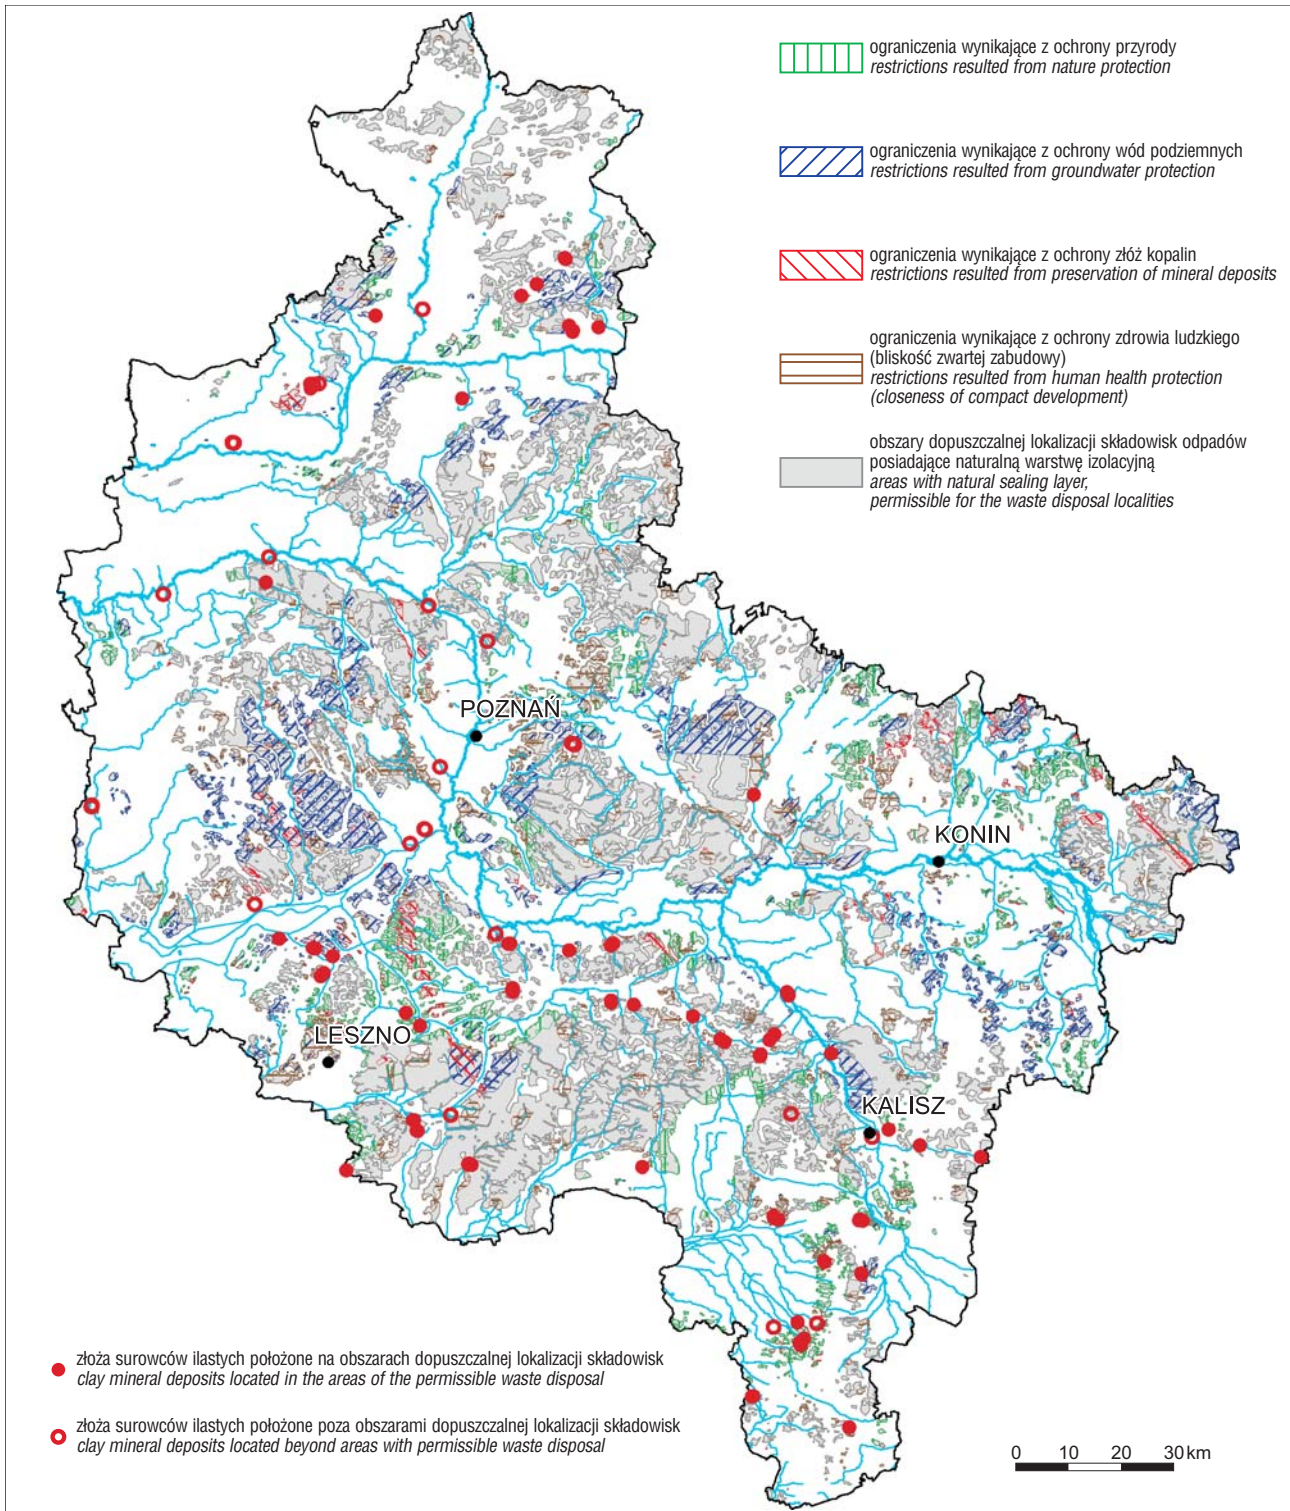 ograniczenia wynikające z ochrony przyrody
restrictions resulted from nature protection
ograniczenia wynikające z ochrony wód podziemnych
restrictions resulted from groundwater protection
ograniczenia wynikające z ochrony złóż kopalin
restrictions resulted from preservation of mineral deposits
ograniczenia wynikające z ochrony zdrowia ludzkiego
(bliskość zwartej zabudowy)
restrictions resulted from human health protection
(closeness of compact development)
obszary dopuszczalnej lokalizacji składowisk odpadów
posiadające naturalną warstwę izolacyjną
areas with natural sealing layer,
permissible for the waste disposal localities
POZNAŃ
KONIN
LESZNO
KALISZ
złoża surowców ilastych położone na obszarach dopuszczalnej lokalizacji składowisk
clay mineral deposits located in the areas of the permissible waste disposal
złoża surowców ilastych położone poza obszarami dopuszczalnej lokalizacji składowisk
clay mineral deposits located beyond areas with permissible waste disposal
0 10 20 30 km